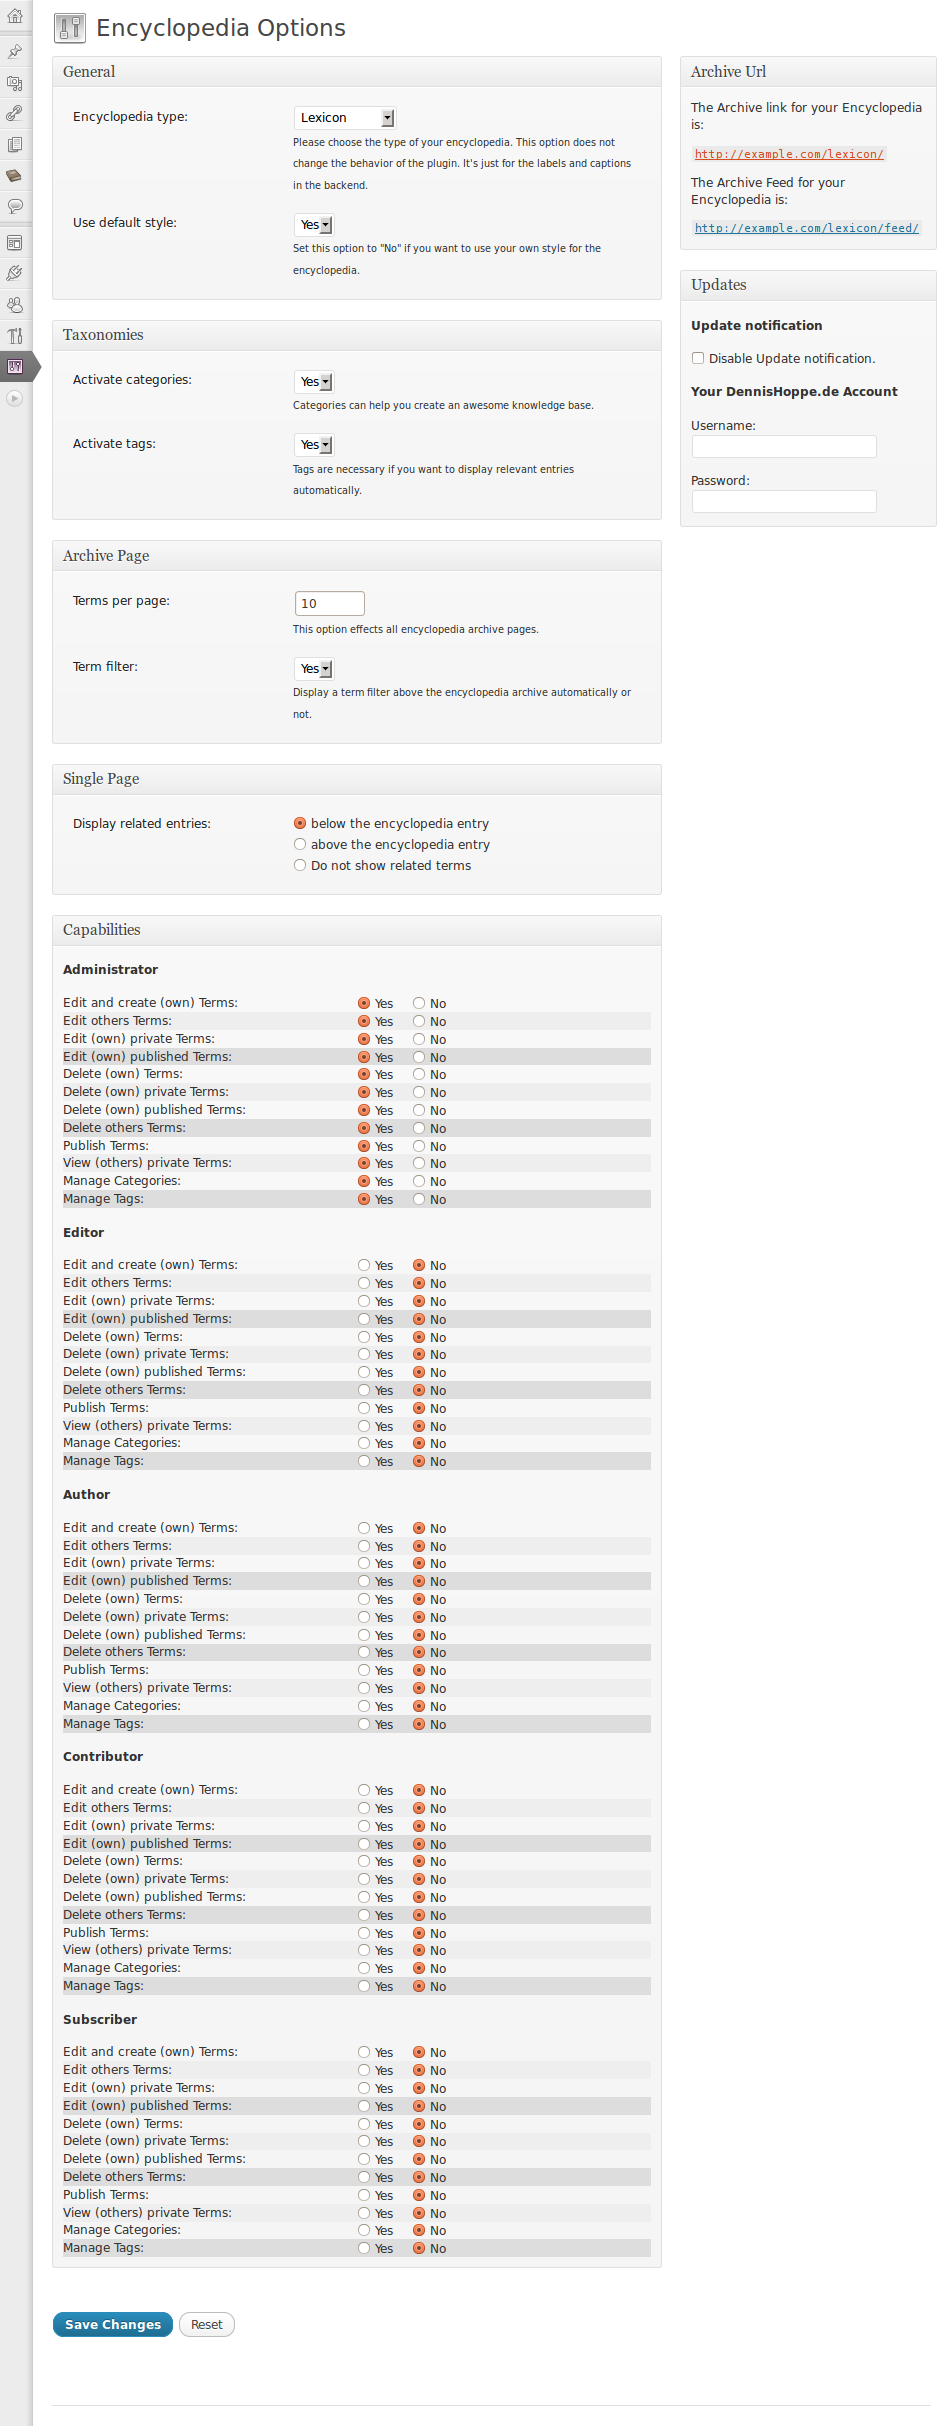 Encyclopedia Options
General
Encyclopedia type:
Lexicon
Please choose the type of your encyclopedia. This option does not
change the behavior of the plugin. It's just for the labels and captions
in the backend.
Use default style:
Yes
Set this option to "No" if you want to use your own style for the
encyclopedia.
Taxonomies
Activate categories:
Yes
Categories can help you create an awesome knowledge base.
Activate tags:
Yes
Tags are necessary if you want to display relevant entries
automatically.
Archive Page
Terms per page:
10
This option effects all encyclopedia archive pages.
Term filter:
Yes
Display a term filter above the encyclopedia archive automatically or
not.
Single Page
Display related entries:
below the encyclopedia entry
above the encyclopedia entry
Do not show related terms
Capabilities
Administrator
Edit and create (own) Terms: Yes No
Edit others Terms: Yes No
Edit (own) private Terms: Yes No
Edit (own) published Terms: Yes No
Delete (own) Terms: Yes No
Delete (own) private Terms: Yes No
Delete (own) published Terms: Yes No
Delete others Terms: Yes No
Publish Terms: Yes No
View (others) private Terms: Yes No
Manage Categories: Yes No
Manage Tags: Yes No
Editor
Edit and create (own) Terms: Yes No
Edit others Terms: Yes No
Edit (own) private Terms: Yes No
Edit (own) published Terms: Yes No
Delete (own) Terms: Yes No
Delete (own) private Terms: Yes No
Delete (own) published Terms: Yes No
Delete others Terms: Yes No
Publish Terms: Yes No
View (others) private Terms: Yes No
Manage Categories: Yes No
Manage Tags: Yes No
Author
Edit and create (own) Terms: Yes No
Edit others Terms: Yes No
Edit (own) private Terms: Yes No
Edit (own) published Terms: Yes No
Delete (own) Terms: Yes No
Delete (own) private Terms: Yes No
Delete (own) published Terms: Yes No
Delete others Terms: Yes No
Publish Terms: Yes No
View (others) private Terms: Yes No
Manage Categories: Yes No
Manage Tags: Yes No
Contributor
Edit and create (own) Terms: Yes No
Edit others Terms: Yes No
Edit (own) private Terms: Yes No
Edit (own) published Terms: Yes No
Delete (own) Terms: Yes No
Delete (own) private Terms: Yes No
Delete (own) published Terms: Yes No
Delete others Terms: Yes No
Publish Terms: Yes No
View (others) private Terms: Yes No
Manage Categories: Yes No
Manage Tags: Yes No
Subscriber
Edit and create (own) Terms: Yes No
Edit others Terms: Yes No
Edit (own) private Terms: Yes No
Edit (own) published Terms: Yes No
Delete (own) Terms: Yes No
Delete (own) private Terms: Yes No
Delete (own) published Terms: Yes No
Delete others Terms: Yes No
Publish Terms: Yes No
View (others) private Terms: Yes No
Manage Categories: Yes No
Manage Tags: Yes No
Save Changes Reset
Archive Url
The Archive link for your Encyclopedia
is:
http://example.com/lexicon/
The Archive Feed for your
Encyclopedia is:
http://example.com/lexicon/feed/
Updates
Update notification
Disable Update notification.
Your DennisHoppe.de Account
Username:
Password: